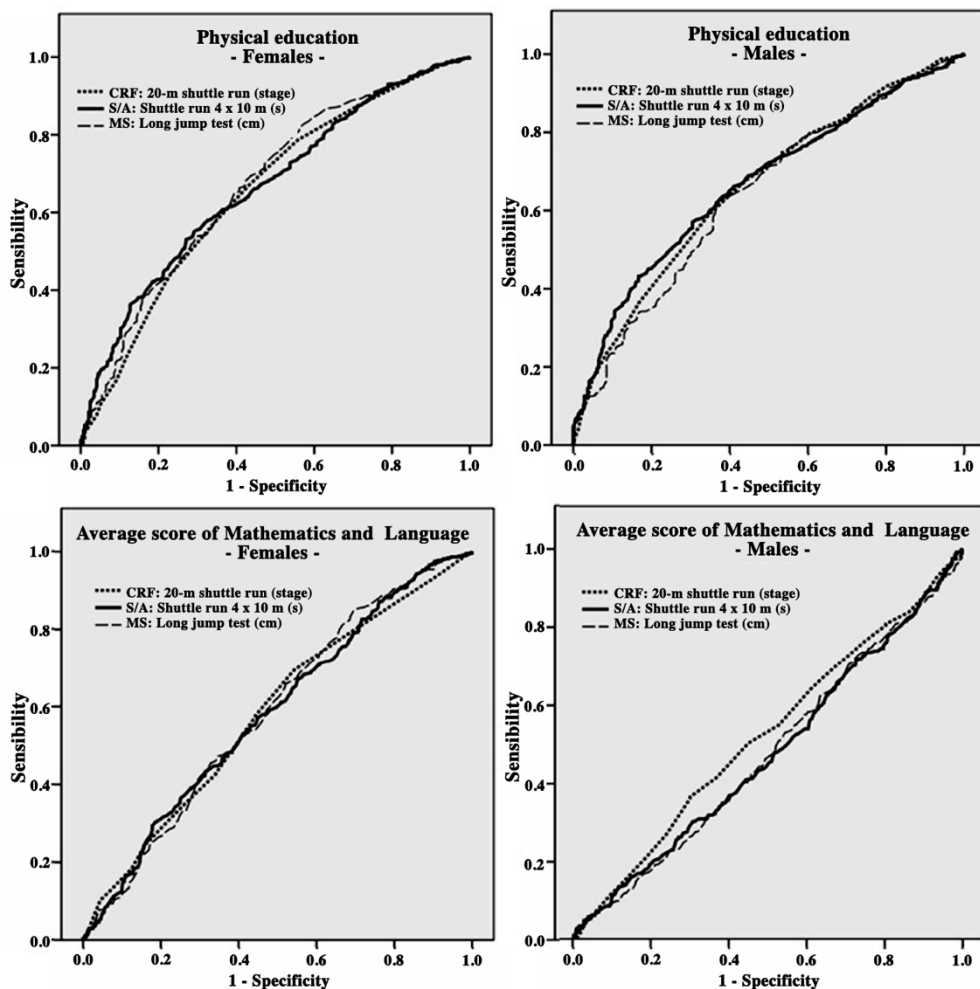 Physical education
- Females -
CRF: 20-m shuttle run (stage)
S/A: Shuttle run 4 x 10 m (s)
MS: Long jump test (cm)
Sensibility
1.0
0.8
0.6
0.4
0.2
0.0
0.0 0.2 0.4 0.6 0.8 1.0
1 - Specificity
Physical education
- Males -
CRF: 20-m shuttle run (stage)
S/A: Shuttle run 4 x 10 m (s)
MS: Long jump test (cm)
Sensibility
1.0
0.8
0.6
0.4
0.2
0.0
0.0 0.2 0.4 0.6 0.8 1.0
1 - Specificity
Average score of Mathematics and Language
- Females -
CRF: 20-m shuttle run (stage)
S/A: Shuttle run 4 x 10 m (s)
MS: Long jump test (cm)
Sensibility
1.0
0.8
0.6
0.4
0.2
0.0
0.0 0.2 0.4 0.6 0.8 1.0
1 - Specificity
Average score of Mathematics and Language
- Males -
CRF: 20-m shuttle run (stage)
S/A: Shuttle run 4 x 10 m (s)
MS: Long jump test (cm)
Sensibility
1.0
0.8
0.6
0.4
0.2
0.0
0.0 0.2 0.4 0.6 0.8 1.0
1 - Specificity